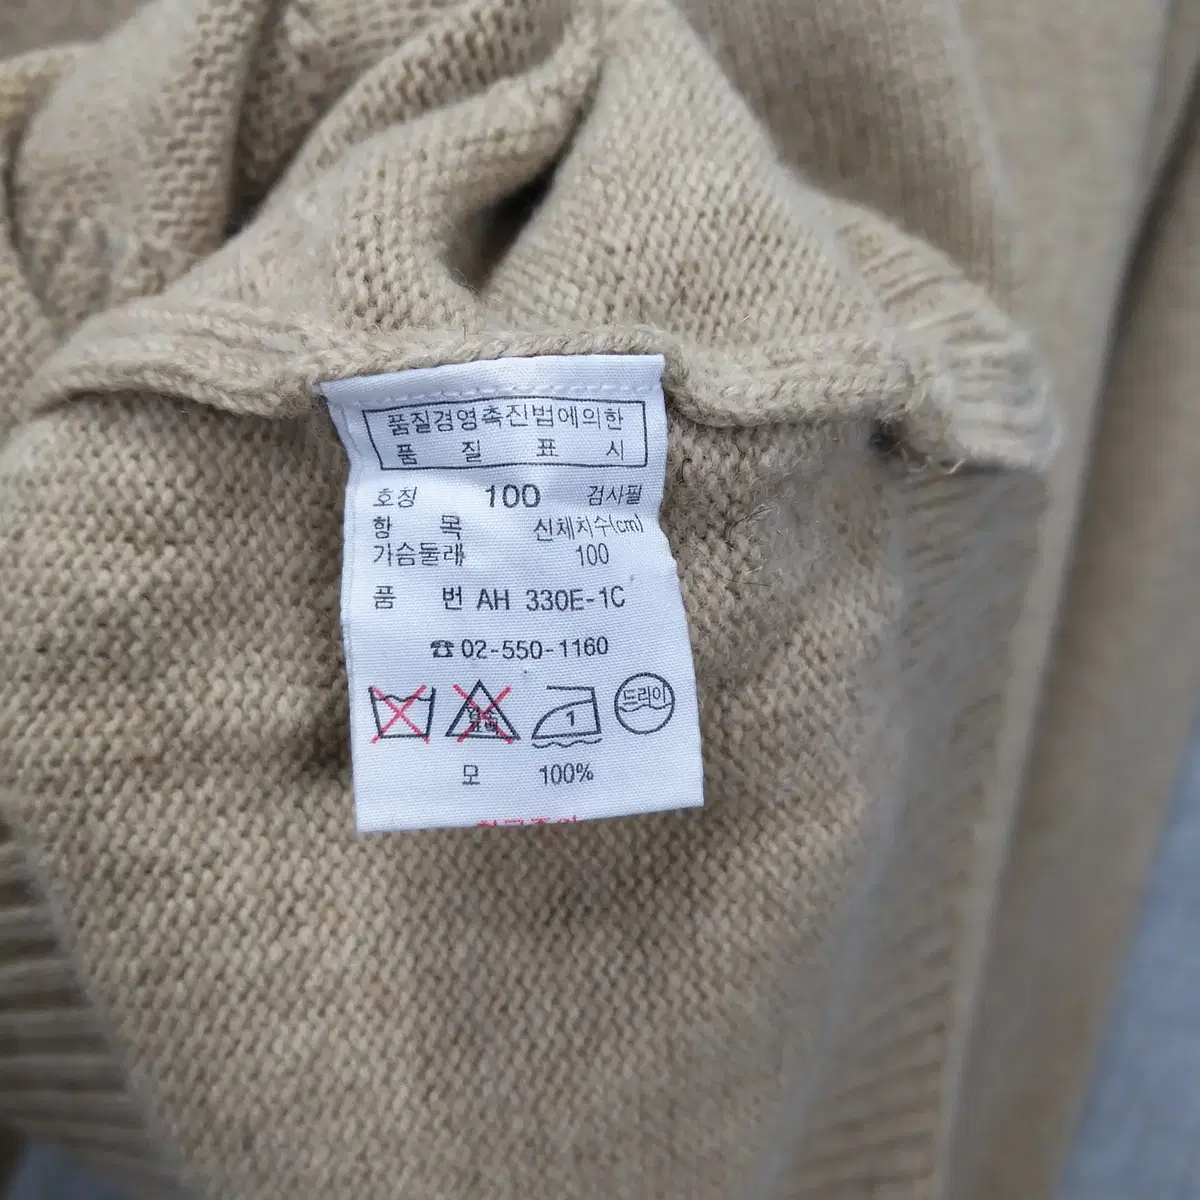 품질경영촉진법에의한
품 질 표 시
호칭 100 검사필
항 목 신체치수(cm)
가슴둘레 100
품 번 AH 330E-1C
☎02-550-1160
1 드라이
모 100%